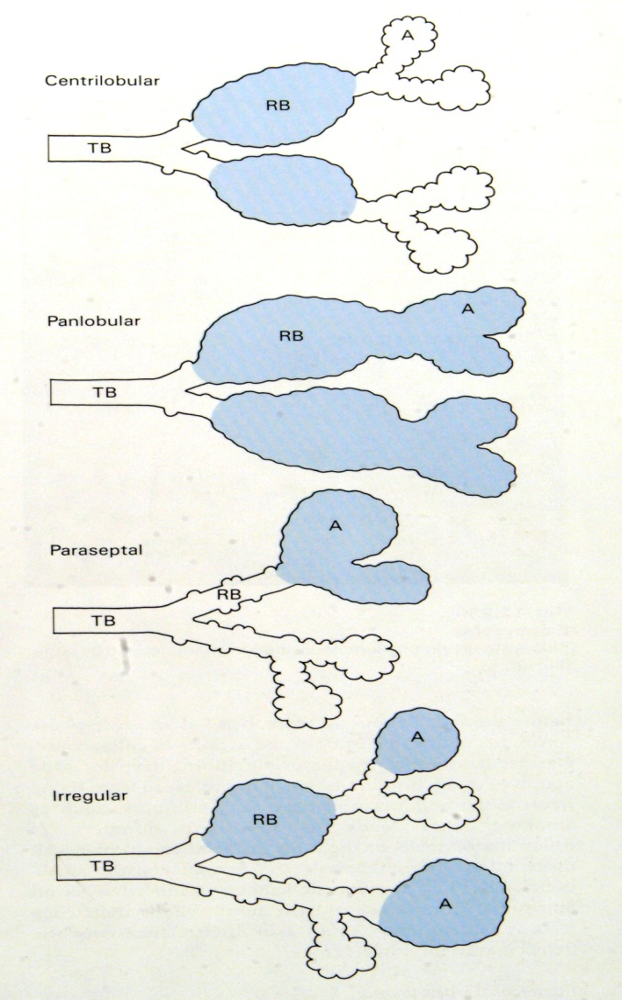 Centrilobular
A
RB
TB
Panlobular
A
RB
TB
Paraseptal
A
RB
TB
Irregular
A
RB
TB
A